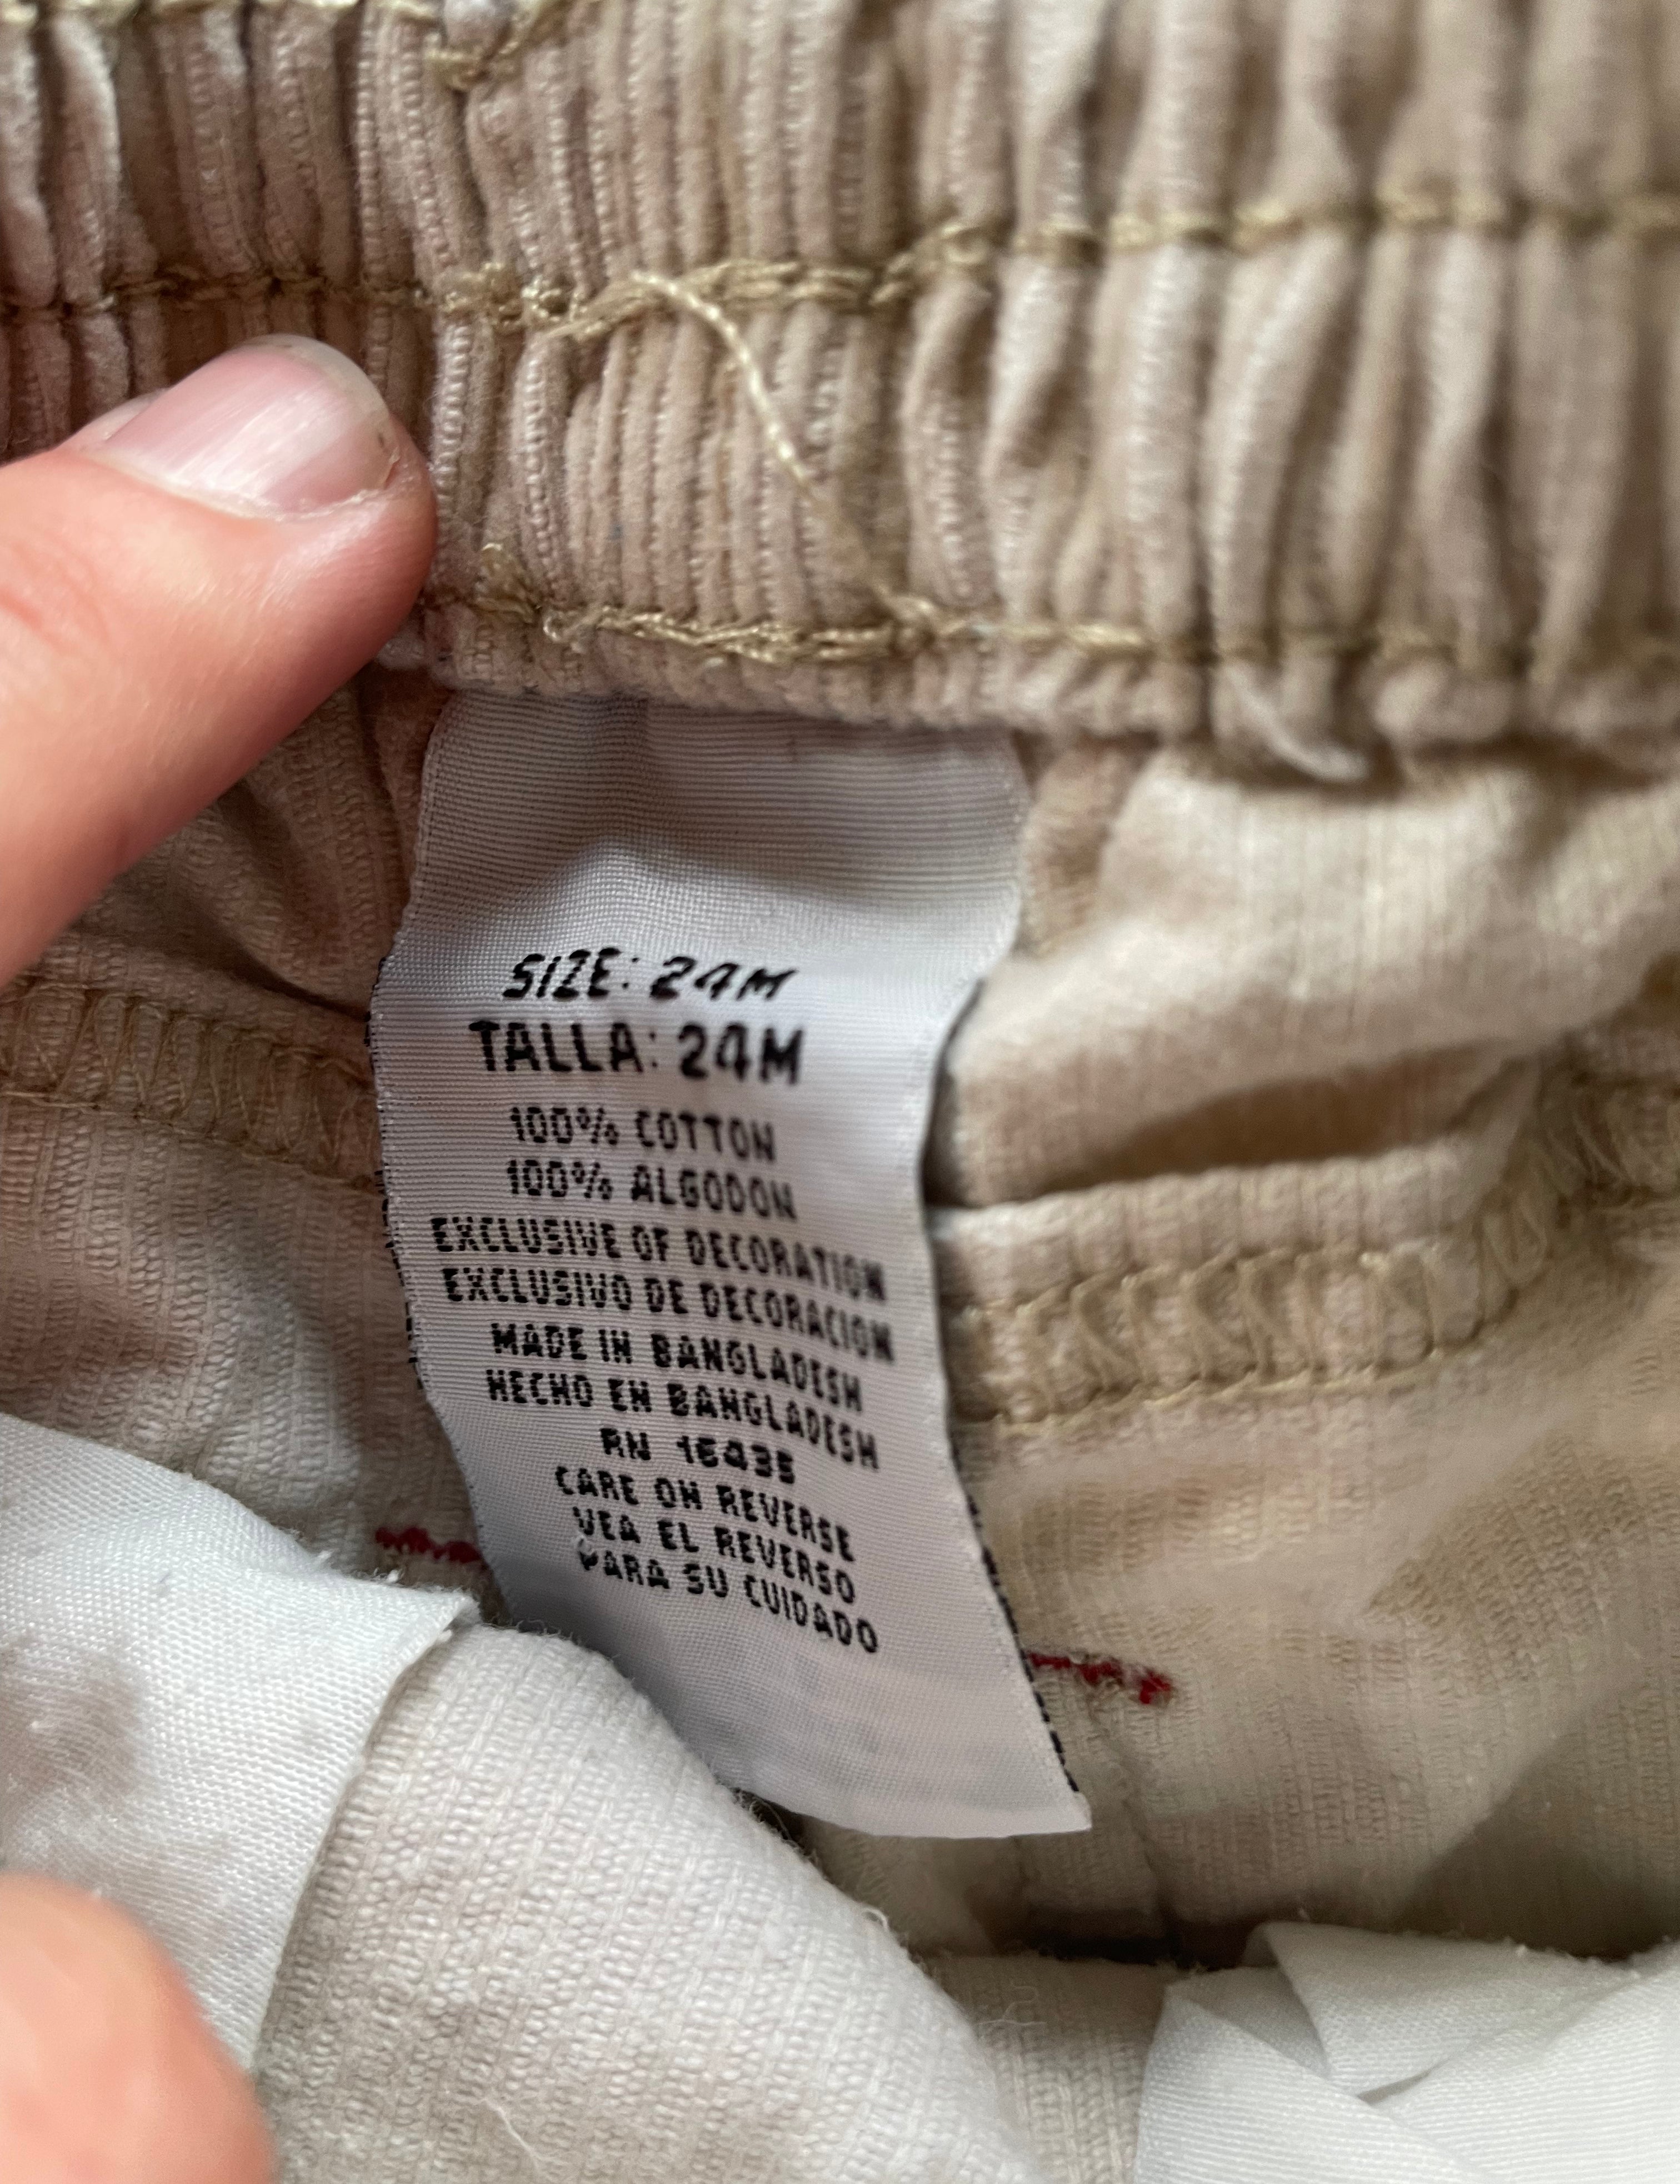 SIZE: 24M
TALLA: 24M
100% COTTON
100% ALGODON
EXCLUSIVE OF DECORATION
EXCLUSIVO DE DECORACION
MADE IN BANGLADESH
HECHO EN BANGLADESH
RN 16435
CARE ON REVERSE
VEA EL REVERSO
PARA SU CUIDADO